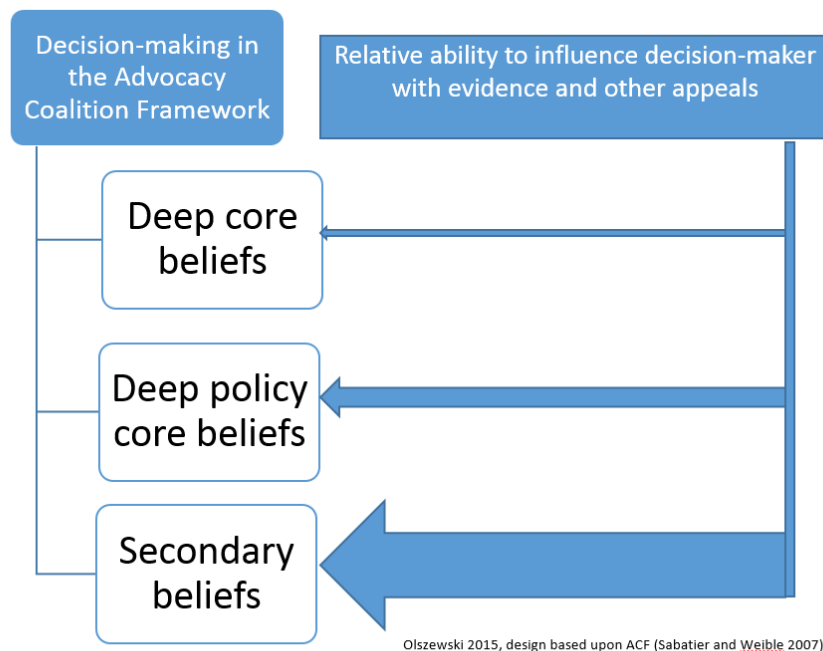 Decision-making in
the Advocacy
Coalition Framework
Relative ability to influence decision-maker
with evidence and other appeals
Deep core
beliefs
Deep policy
core beliefs
Secondary
beliefs
Olszewski 2015, design based upon ACF (Sabatier and Weible 2007)